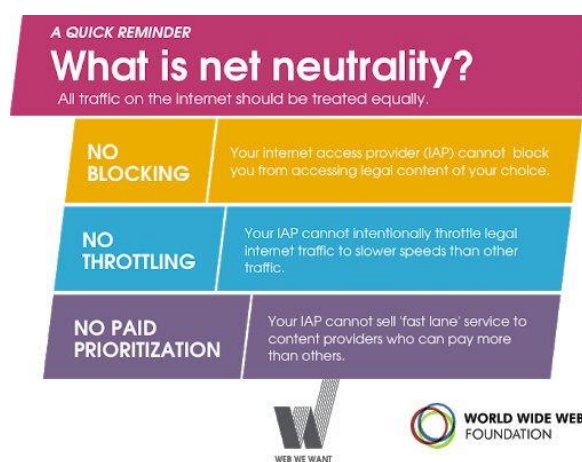 A QUICK REMINDER
What is net neutrality?
All traffic on the internet should be treated equally.
NO
BLOCKING
Your internet access provider (IAP) cannot block
you from accessing legal content of your choice.
NO
THROTTLING
Your IAP cannot intentionally throttle legal
internet traffic to slower speeds than other
traffic.
NO PAID
PRIORITIZATION
Your IAP cannot sell 'fast lane' service to
content providers who can pay more
than others.
WEB WE WANT
WORLD WIDE WEB
FOUNDATION